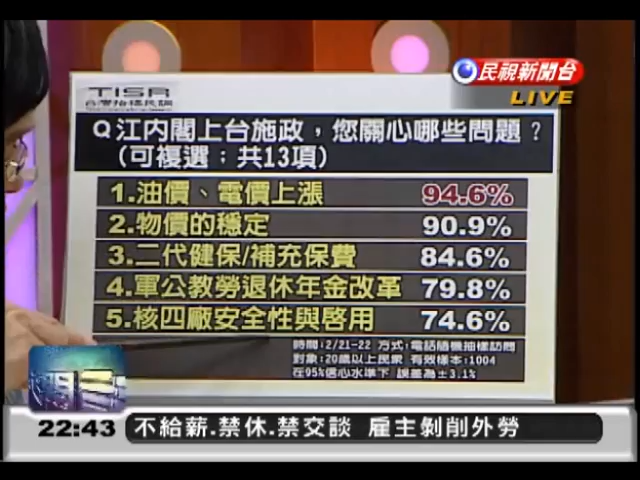 民視新聞台
LIVE
TISR
台灣指標民調
Q江內閣上台施政，您關心哪些問題？
(可複選：共13項)
1.油價、電價上漲 94.6%
2.物價的穩定 90.9%
3.二代健保/補充保費 84.6%
4.軍公教勞退休年金改革 79.8%
5.核四廠安全性與啓用 74.6%
時間:2/21-22 方式:電話隨機抽樣訪問
對象:20歲以上民眾 有效樣本:1004
在95%信心水準下 誤差為±3.1%
22:43 不給薪.禁休.禁交談 雇主剝削外勞